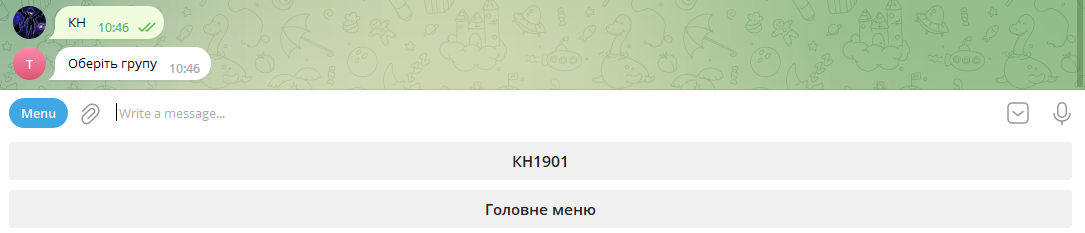 КН 10:46
T
Оберіть групу 10:46
Menu
Write a message...
КН1901
Головне меню